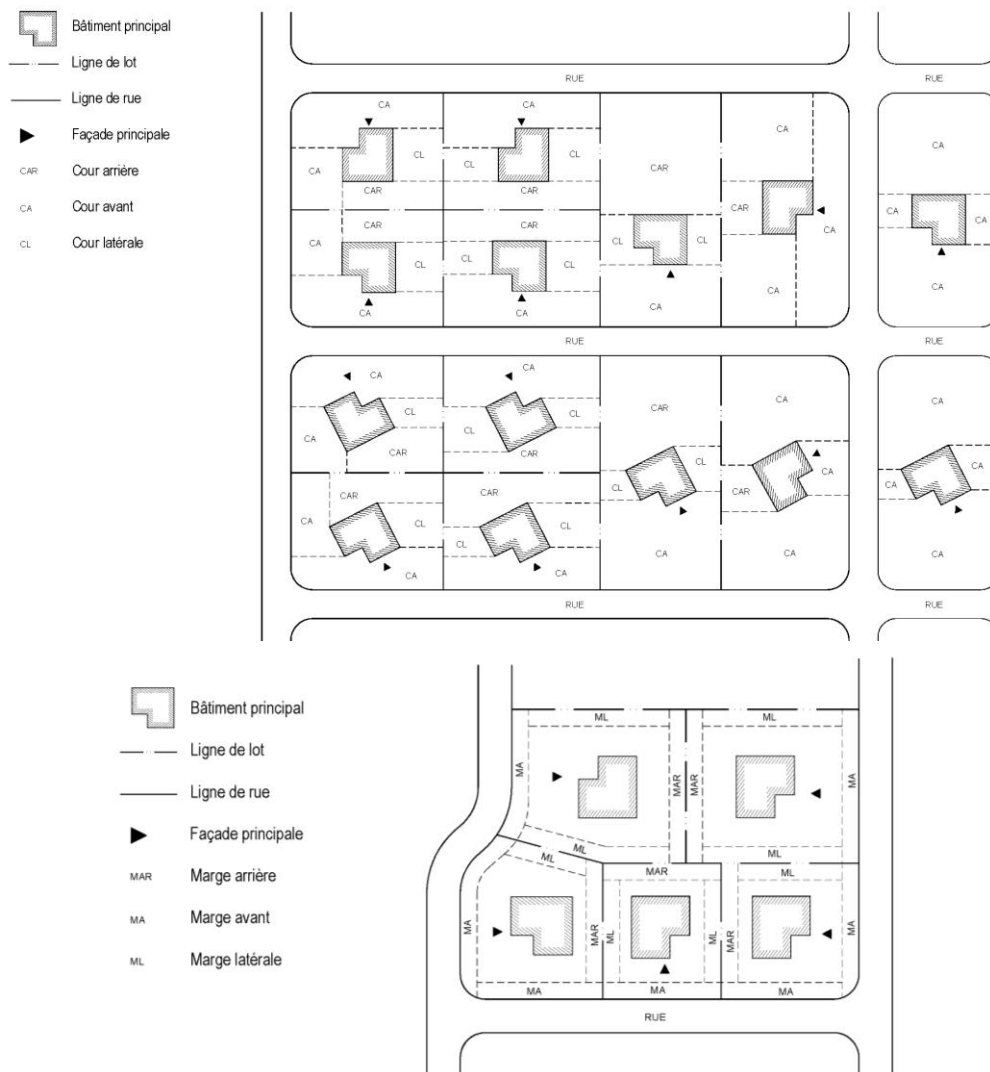 Bâtiment principal
Ligne de lot
Ligne de rue
Façade principale
CAR Cour arrière
CA Cour avant
CL Cour latérale
RUE RUE
CA CA
CA
CA
CL CL
CA CL CAR
CAR CAR CAR CA CA
CAR CAR CA
CA CL CL
CL CL CL
CA CA
CA CA CA
RUE RUE
CA CA CA CA
CL CL CAR
CA CL
CAR CAR CL
CAR CA
CL CA CA
CAR CAR
CA CL CL
CL
CA CA CA
CA CA
RUE RUE
Bâtiment principal
Ligne de lot
Ligne de rue
Façade principale
MAR Marge arrière
MA Marge avant
ML Marge latérale
ML ML
MA MAR MAR MA
ML ML
ML
MAR ML
MA MAR ML ML MAR MA
MA MA MA
RUE